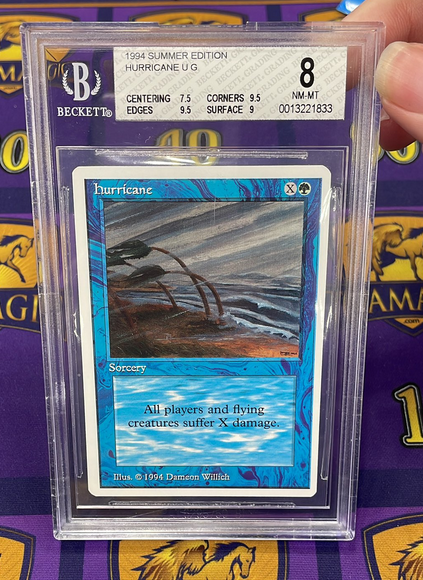 1994 SUMMER EDITION
HURRICANE U G
CENTERING 7.5 CORNERS 9.5
EDGES 9.5 SURFACE 9
8
NM-MT
0013221833
B
BECKETT®
Hurricane
X
Sorcery
All players and flying
creatures suffer X damage.
Illus. © 1994 Dameon Willich